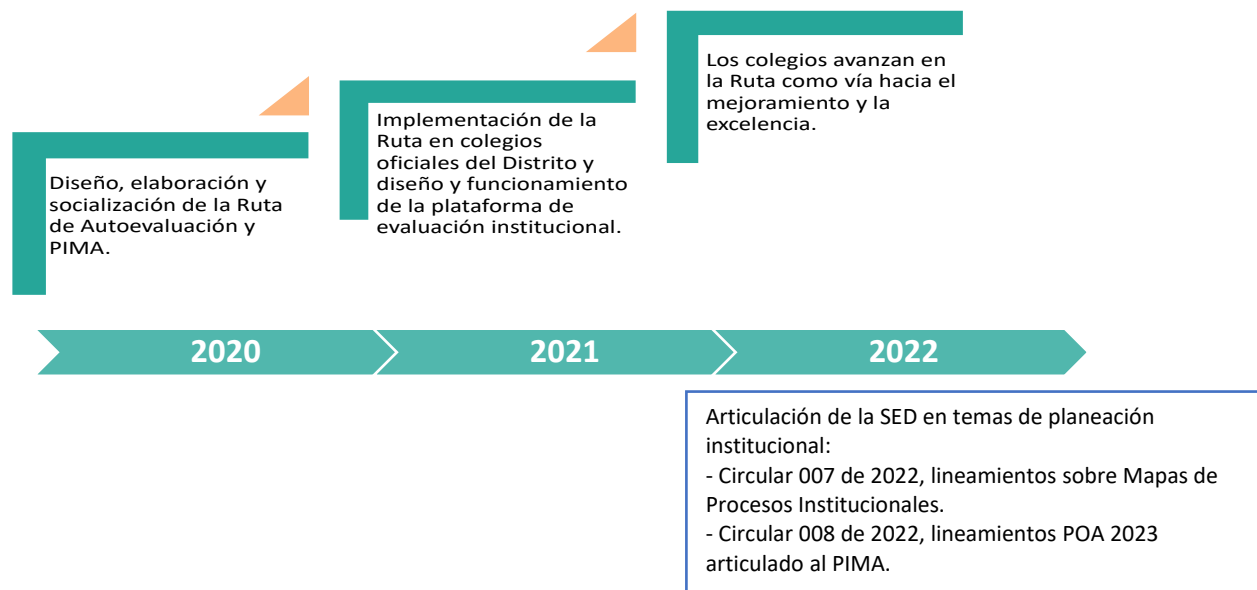 Diseño, elaboración y
socialización de la Ruta
de Autoevaluación y
PIMA.
Implementación de la
Ruta en colegios
oficiales del Distrito y
diseño y funcionamiento
de la plataforma de
evaluación institucional.
Los colegios avanzan en
la Ruta como vía hacia el
mejoramiento y la
excelencia.
2020
2021
2022
Articulación de la SED en temas de planeación
institucional:
- Circular 007 de 2022, lineamientos sobre Mapas de
Procesos Institucionales.
- Circular 008 de 2022, lineamientos POA 2023
articulado al PIMA.